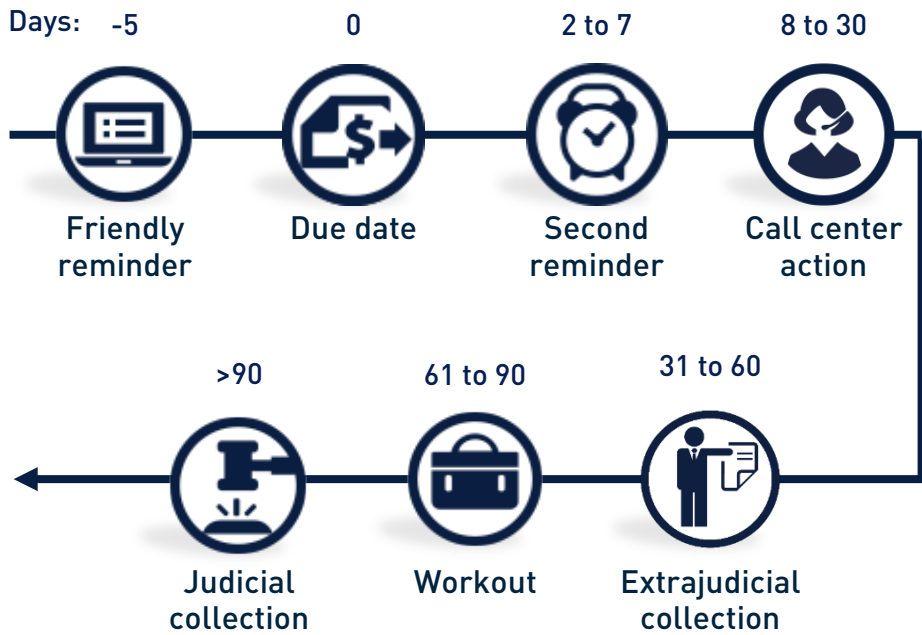 Days: -5 0 2 to 7 8 to 30
Friendly
reminder
Due date
Second
reminder
Call center
action
31 to 60
Extrajudicial
collection
61 to 90
Workout
>90
Judicial
collection